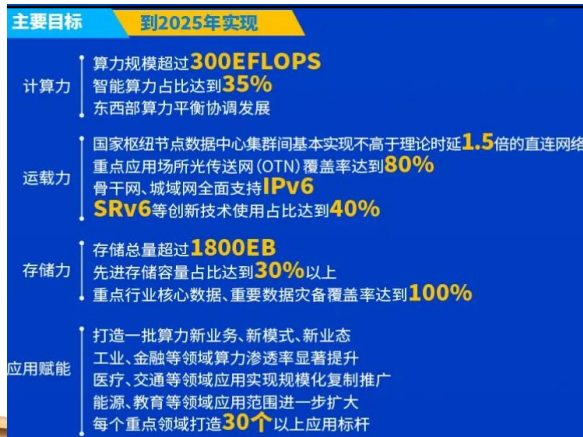 主要目标
到2025年实现
计算力
算力规模超过300EFLOPS
智能算力占比达到35%
东西部算力平衡协调发展
运载力
国家枢纽节点数据中心集群间基本实现不高于理论时延1.5倍的直连网络
重点应用场所光传送网(OTN)覆盖率达到80%
骨干网、城域网全面支持IPv6
SRv6等创新技术使用占比达到40%
存储力
存储总量超过1800EB
先进存储容量占比达到30%以上
重点行业核心数据、重要数据灾备覆盖率达到100%
应用赋能
打造一批算力新业务、新模式、新业态
工业、金融等领域算力渗透率显著提升
医疗、交通等领域应用实现规模化复制推广
能源、教育等领域应用范围进一步扩大
每个重点领域打造30个以上应用标杆